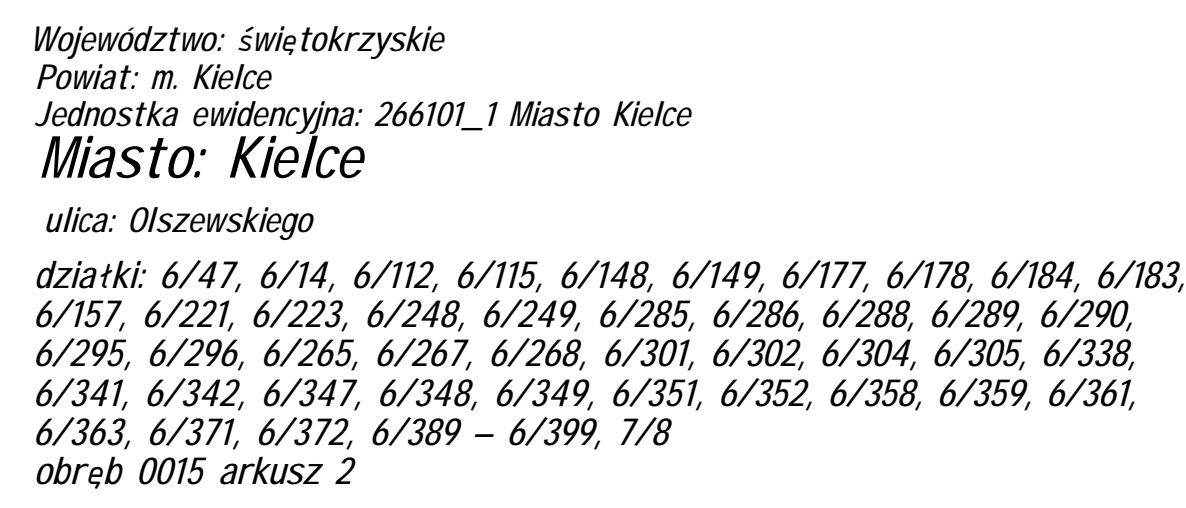 Województwo: świętokrzyskie
Powiat: m. Kielce
Jednostka ewidencyjna: 266101_1 Miasto Kielce
Miasto: Kielce
ulica: Olszewskiego
działki: 6/47, 6/14, 6/112, 6/115, 6/148, 6/149, 6/177, 6/178, 6/184, 6/183,
6/157, 6/221, 6/223, 6/248, 6/249, 6/285, 6/286, 6/288, 6/289, 6/290,
6/295, 6/296, 6/265, 6/267, 6/268, 6/301, 6/302, 6/304, 6/305, 6/338,
6/341, 6/342, 6/347, 6/348, 6/349, 6/351, 6/352, 6/358, 6/359, 6/361,
6/363, 6/371, 6/372, 6/389 – 6/399, 7/8
obręb 0015 arkusz 2